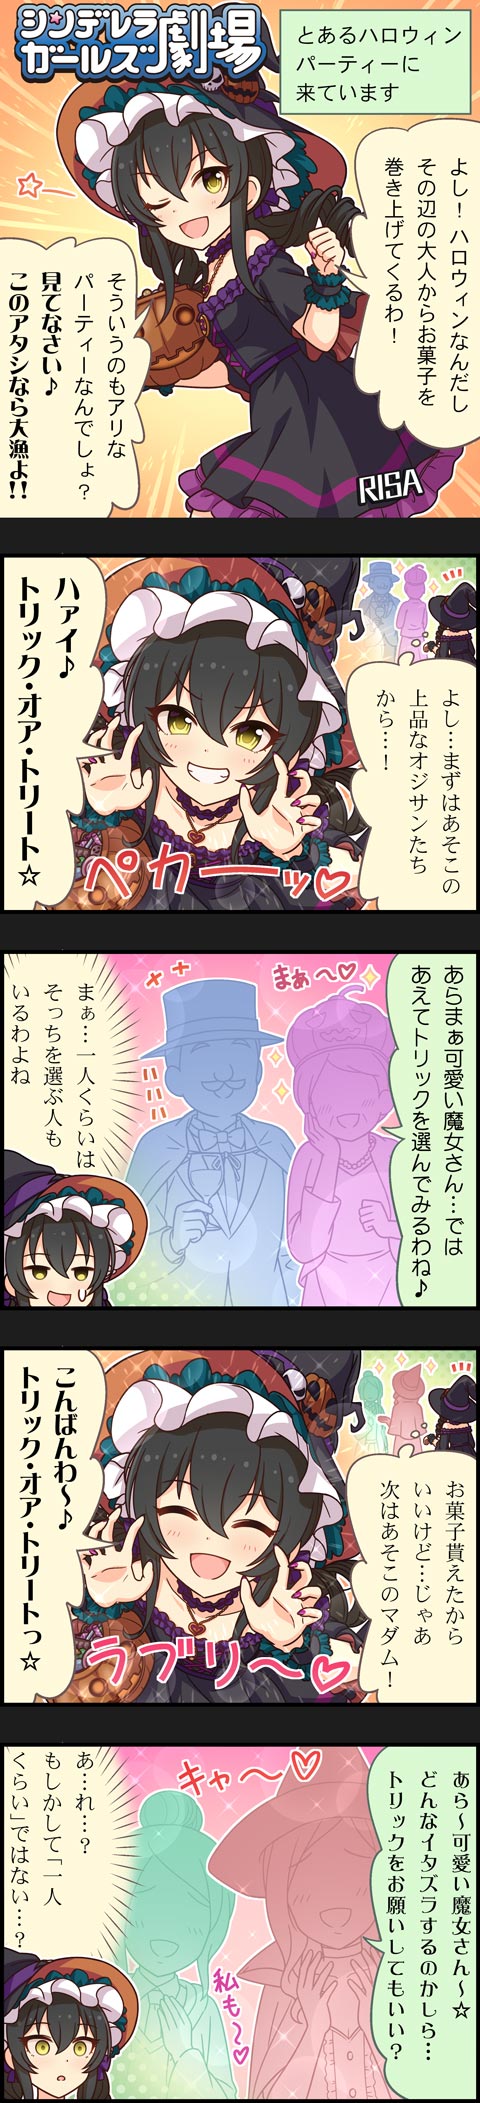 シンデレラ
ガールズ劇場
とあるハロウィン
パーティーに
来ています
よし！ハロウィンなんだし
その辺の大人からお菓子を
巻き上げてくるわ！
そういうのもアリな
パーティーなんでしょ？
見てなさい♪
このアタシなら大漁よ!!
RISA
よし…まずはあそこの
上品なオジサンたち
から…！
ハァイ♪
トリック・オア・トリート☆
ペカーーッ♡
あらまぁ可愛い魔女さん…では
あえてトリックを選んでみるわね♪
まぁ～♡
まぁ…一人くらいは
そっちを選ぶ人も
いるわよね
お菓子貰えたから
いいけど…じゃあ
次はあそこのマダム！
こんばんわ～♪
トリック・オア・トリートっ☆
ラブリ～♡
あら～可愛い魔女さん～☆
どんなイタズラするのかしら…
トリックをお願いしてもいい？
キャ～♡
私も～♡
あ…れ…？
もしかして「一人
くらい」ではない…？